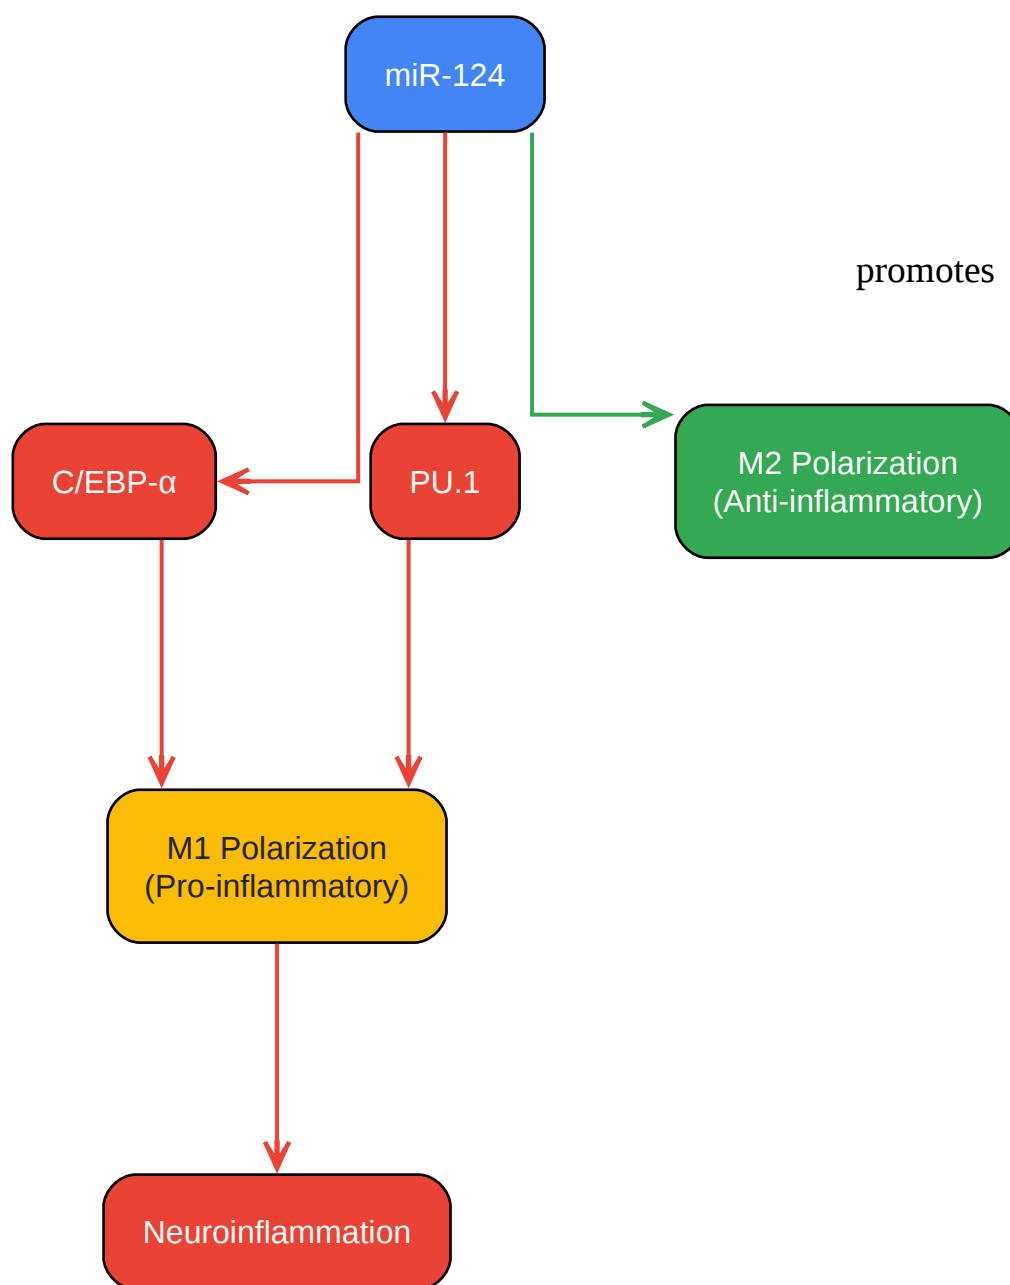 miR-124
promotes
C/EBP-α
PU.1
M2 Polarization
(Anti-inflammatory)
M1 Polarization
(Pro-inflammatory)
Neuroinflammation